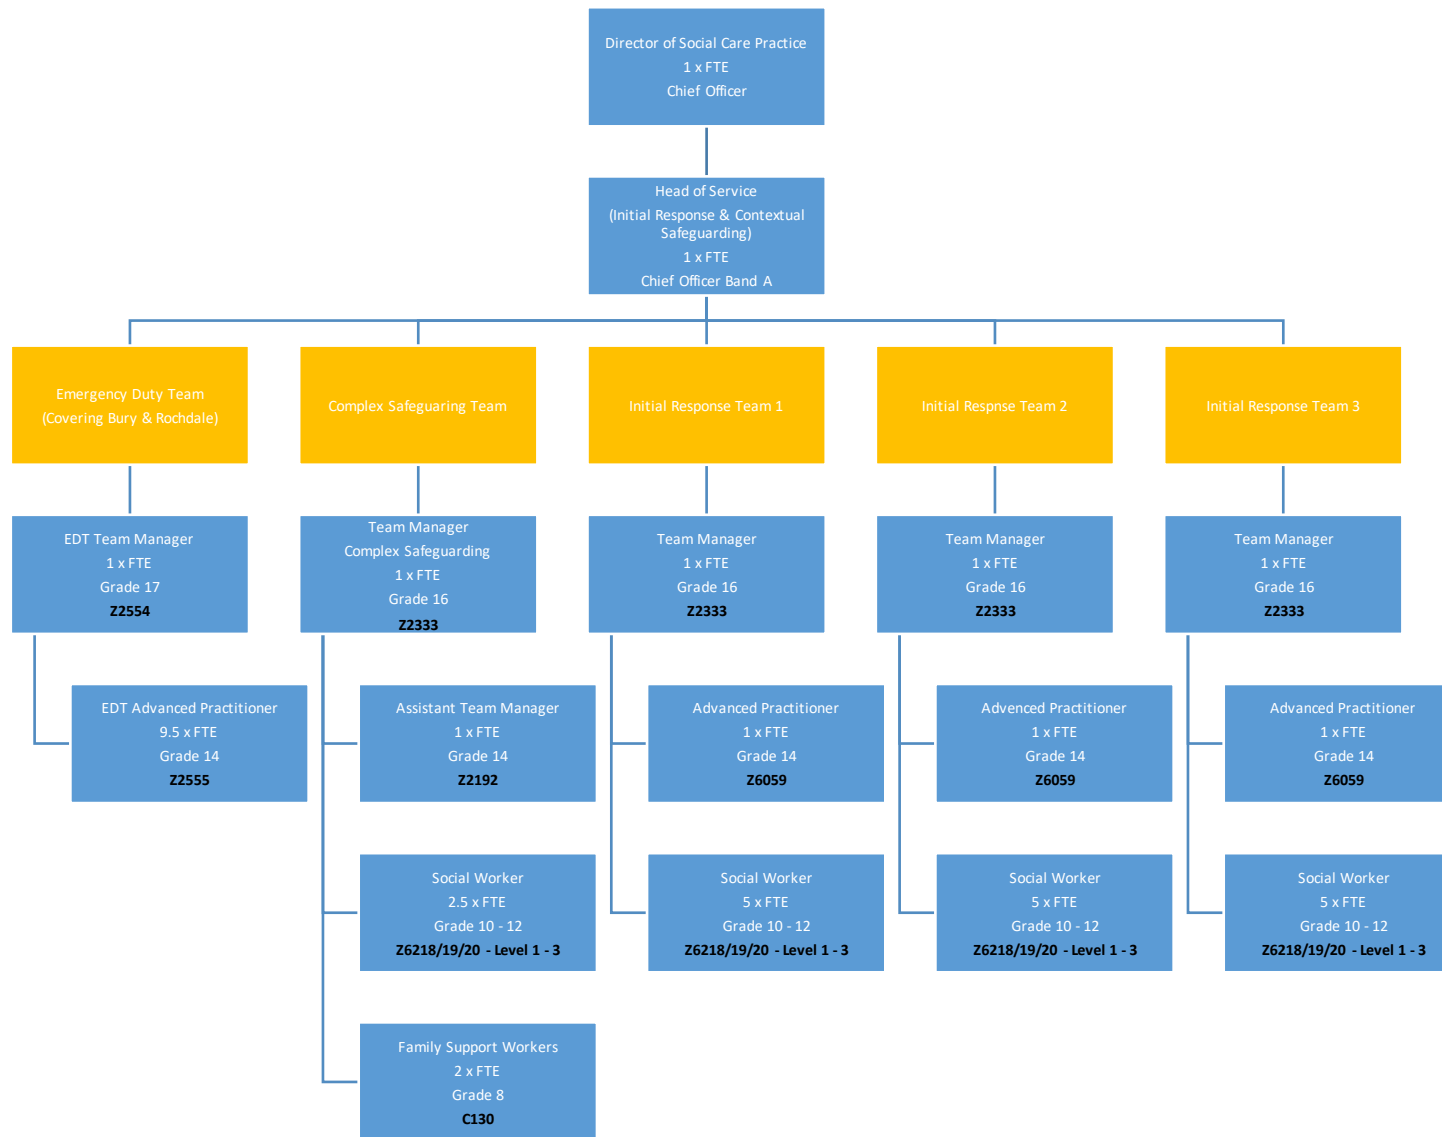 Director of Social Care Practice
1 x FTE
Chief Officer
Head of Service
(Initial Response & Contextual
Safeguarding)
1 x FTE
Chief Officer Band A
Emergency Duty Team
(Covering Bury & Rochdale)
Complex Safeguaring Team
Initial Response Team 1
Initial Respnse Team 2
Initial Response Team 3
EDT Team Manager
1 x FTE
Grade 17
Z2554
Team Manager
Complex Safeguarding
1 x FTE
Grade 16
Z2333
Team Manager
1 x FTE
Grade 16
Z2333
Team Manager
1 x FTE
Grade 16
Z2333
Team Manager
1 x FTE
Grade 16
Z2333
EDT Advanced Practitioner
9.5 x FTE
Grade 14
Z2555
Assistant Team Manager
1 x FTE
Grade 14
Z2192
Advanced Practitioner
1 x FTE
Grade 14
Z6059
Advenced Practitioner
1 x FTE
Grade 14
Z6059
Advanced Practitioner
1 x FTE
Grade 14
Z6059
Social Worker
2.5 x FTE
Grade 10 - 12
Z6218/19/20 - Level 1 - 3
Social Worker
5 x FTE
Grade 10 - 12
Z6218/19/20 - Level 1 - 3
Social Worker
5 x FTE
Grade 10 - 12
Z6218/19/20 - Level 1 - 3
Social Worker
5 x FTE
Grade 10 - 12
Z6218/19/20 - Level 1 - 3
Family Support Workers
2 x FTE
Grade 8
C130